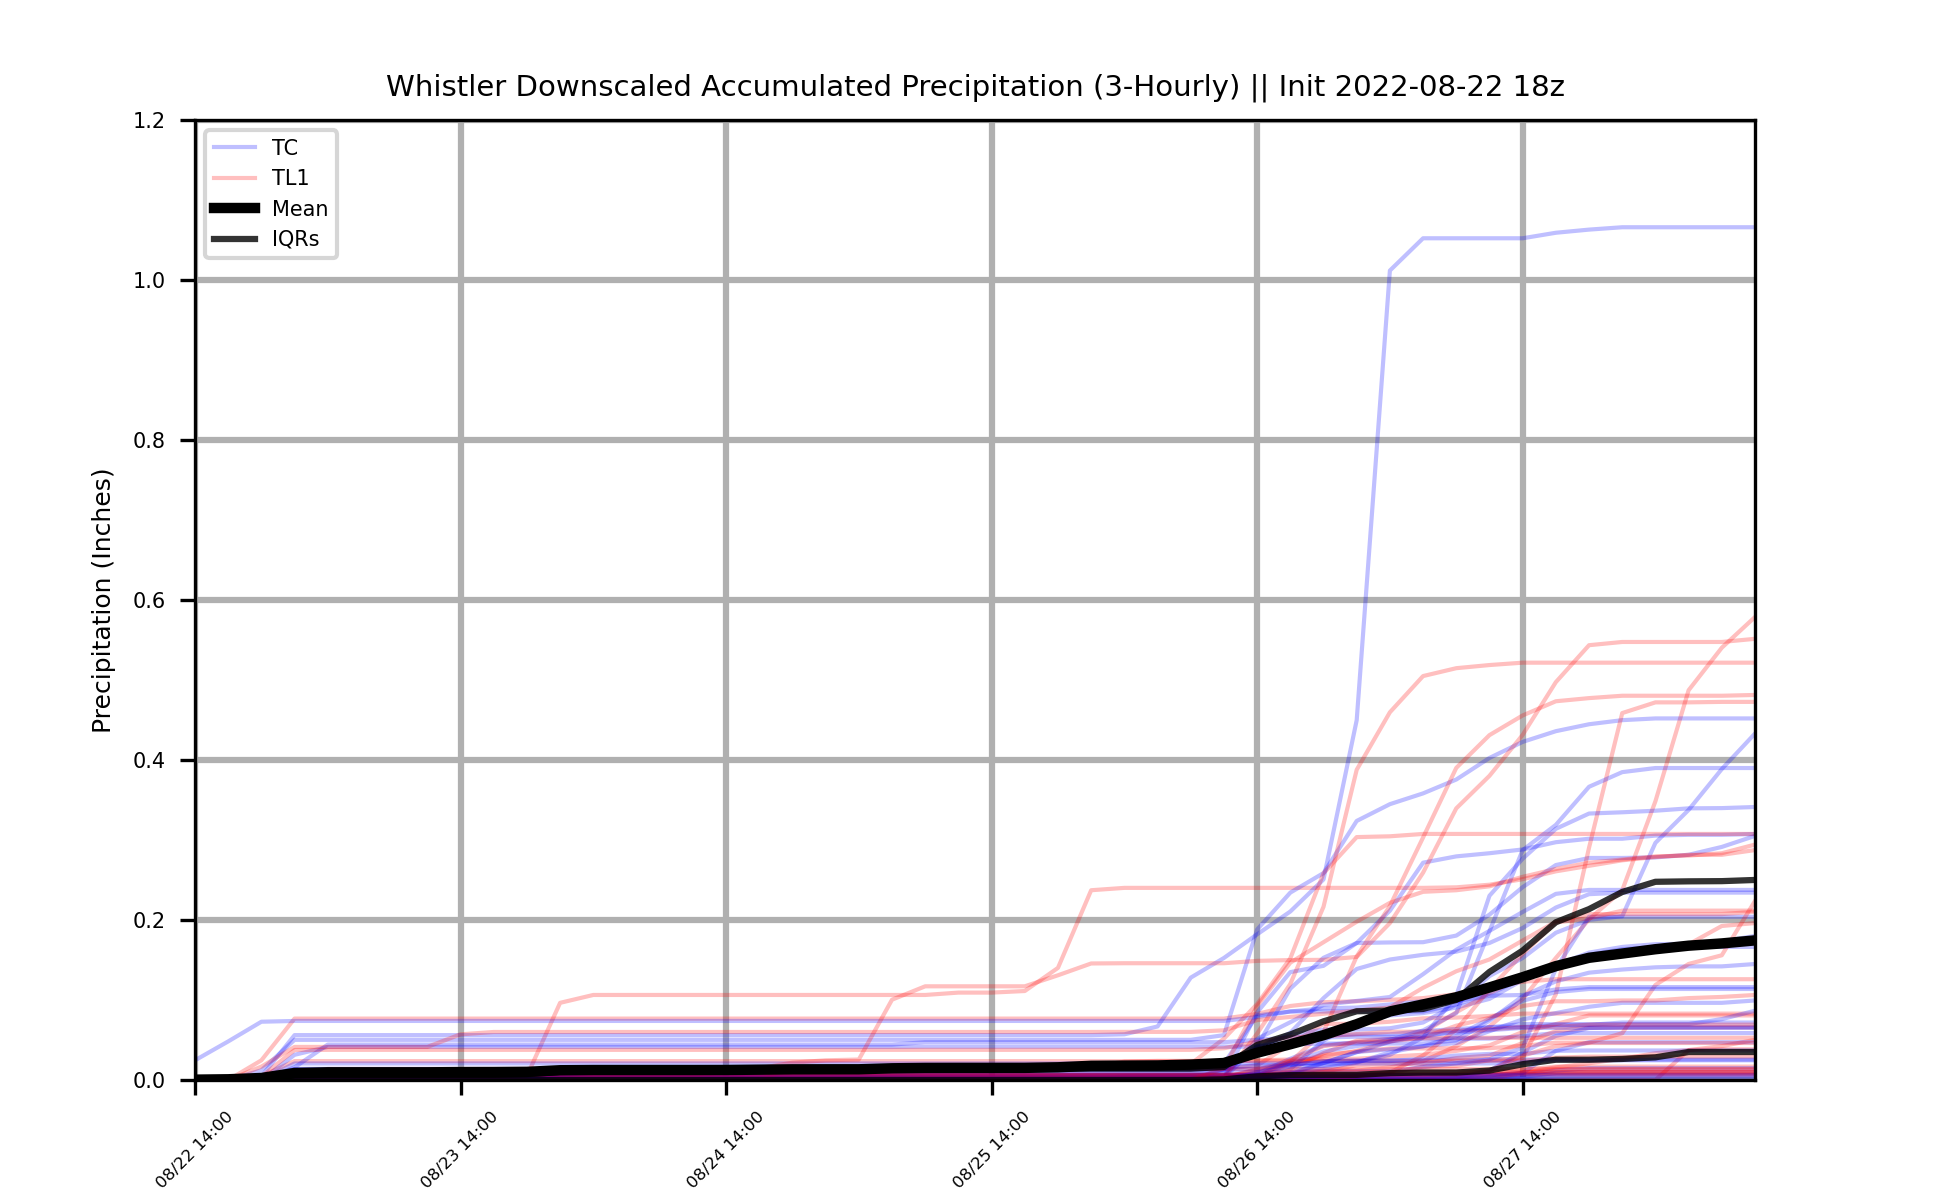 Whistler Downscaled Accumulated Precipitation (3-Hourly) || Init 2022-08-22 18z
TC
TL1
Mean
IQRs
Precipitation (Inches)
1.2
1.0
0.8
0.6
0.4
0.2
0.0
08/22 14:00
08/23 14:00
08/24 14:00
08/25 14:00
08/26 14:00
08/27 14:00